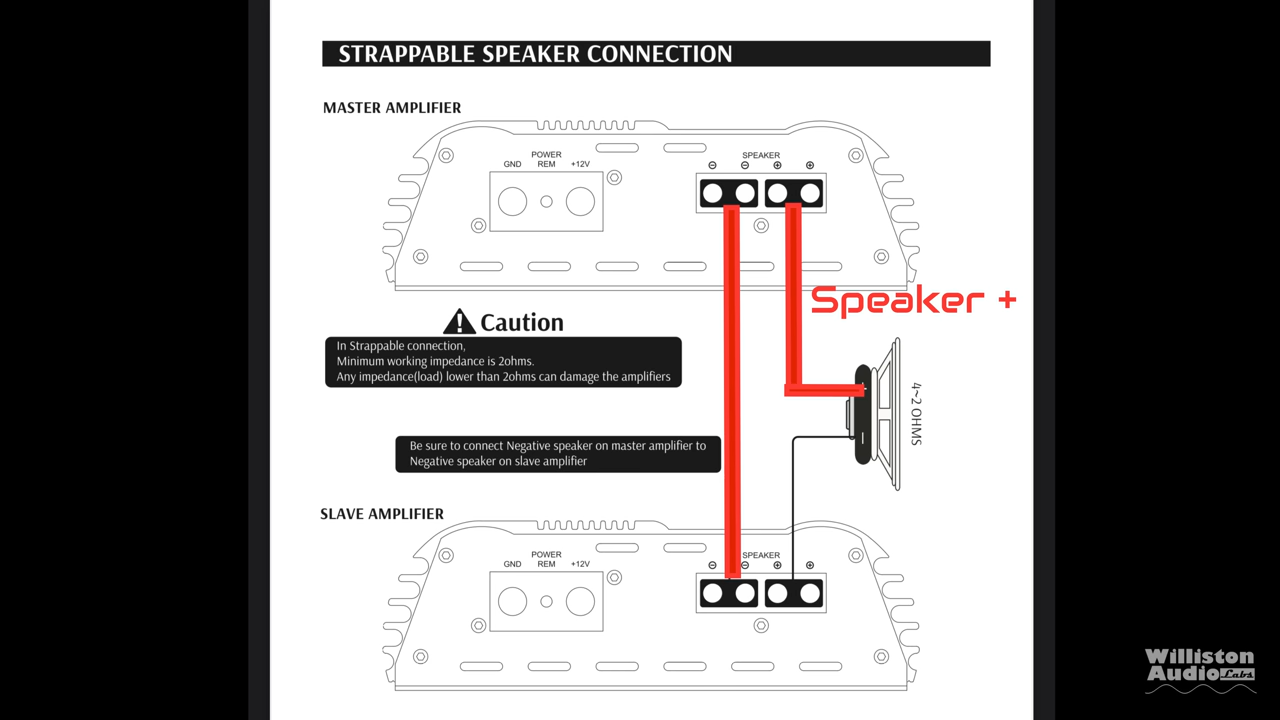 STRAPPABLE SPEAKER CONNECTION
MASTER AMPLIFIER
POWER
GND REM +12V
SPEAKER
⊖ ⊖ ⊕ ⊕
Speaker +
Caution
In Strappable connection,
Minimum working impedance is 2ohms.
Any impedance(load) lower than 2ohms can damage the amplifiers
4~2 OHMS
Be sure to connect Negative speaker on master amplifier to
Negative speaker on slave amplifier
SLAVE AMPLIFIER
POWER
GND REM +12V
SPEAKER
⊖ ⊖ ⊕ ⊕
Williston
Audio Labs